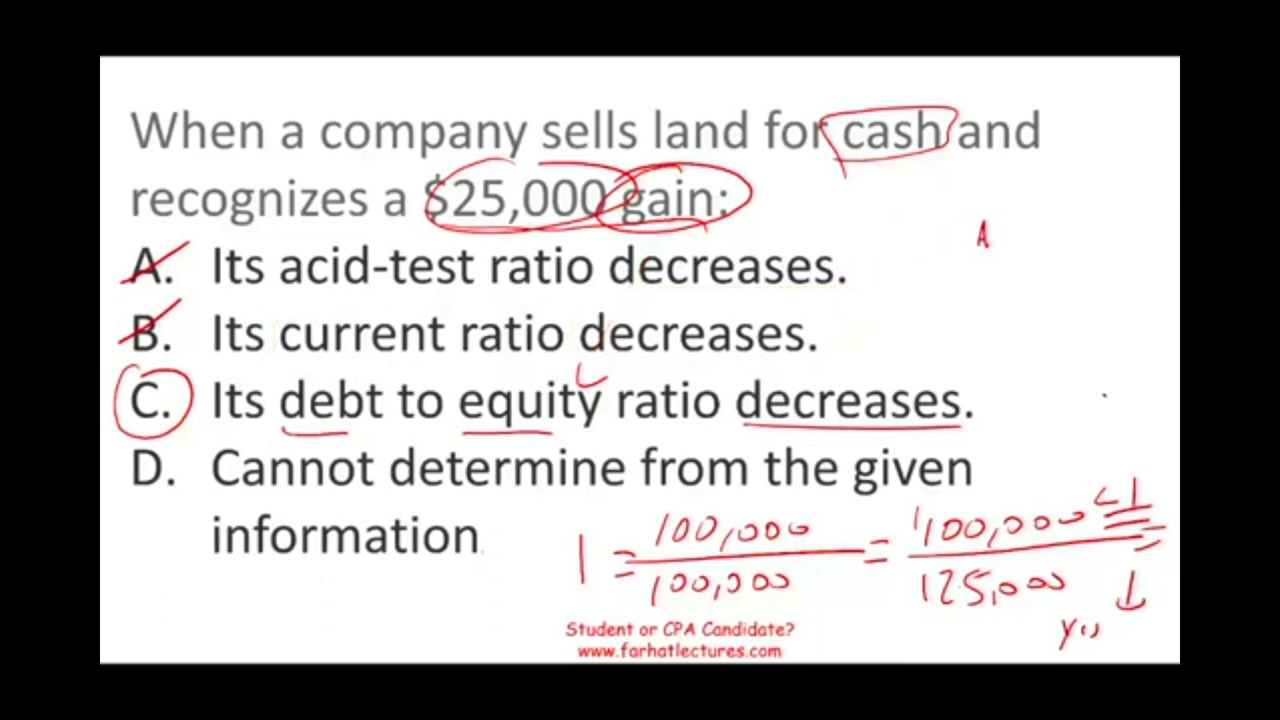 When a company sells land for cash and
recognizes a $25,000 gain:
A
A. Its acid-test ratio decreases.
B. Its current ratio decreases.
C. Its debt to equity ratio decreases.
D. Cannot determine from the given
information
1 = 100,000 / 100,000 = 100,000 / 125,000 < 1
Student or CPA Candidate?
www.farhatlectures.com